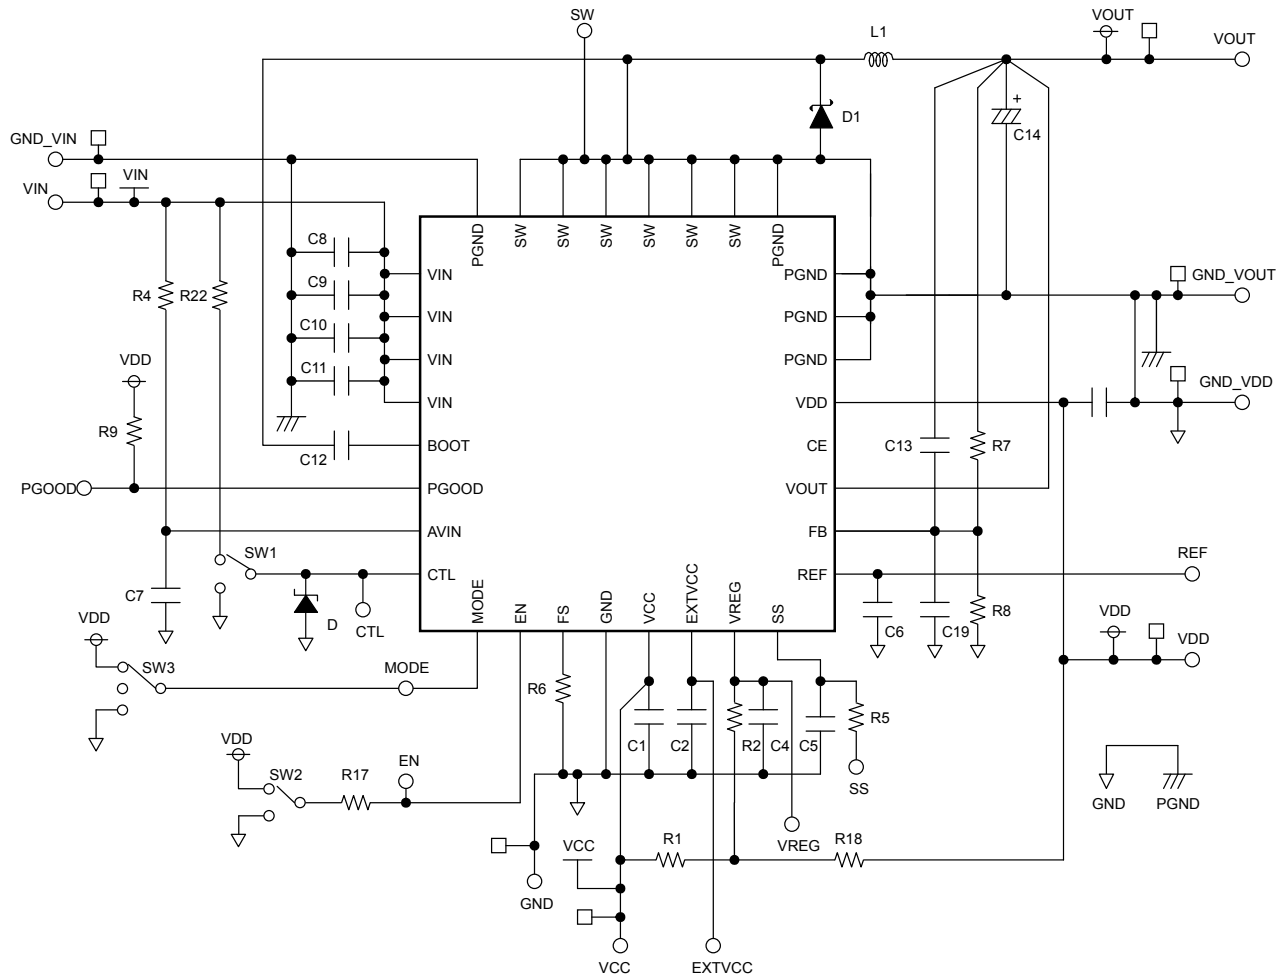 SW
L1
VOUT
VOUT
D1
+
C14
GND_VIN
VIN
VIN
PGND
SW
SW
SW
SW
SW
SW
PGND
C8
C9
C10
C11
C12
R4
R22
VDD
R9
PGOOD
VIN
VIN
VIN
VIN
BOOT
PGOOD
AVIN
CTL
PGND
PGND
PGND
VDD
CE
VOUT
FB
REF
GND_VOUT
GND_VDD
C13
R7
REF
C7
SW1
D
CTL
MODE
EN
FS
GND
VCC
EXTVCC
VREG
SS
C6
C19
R8
VDD
VDD
VDD
SW3
MODE
R6
C1
C2
R2
C4
C5
R5
SS
VDD
SW2
R17
EN
GND
PGND
VREG
VCC
R1
R18
GND
VCC
EXTVCC